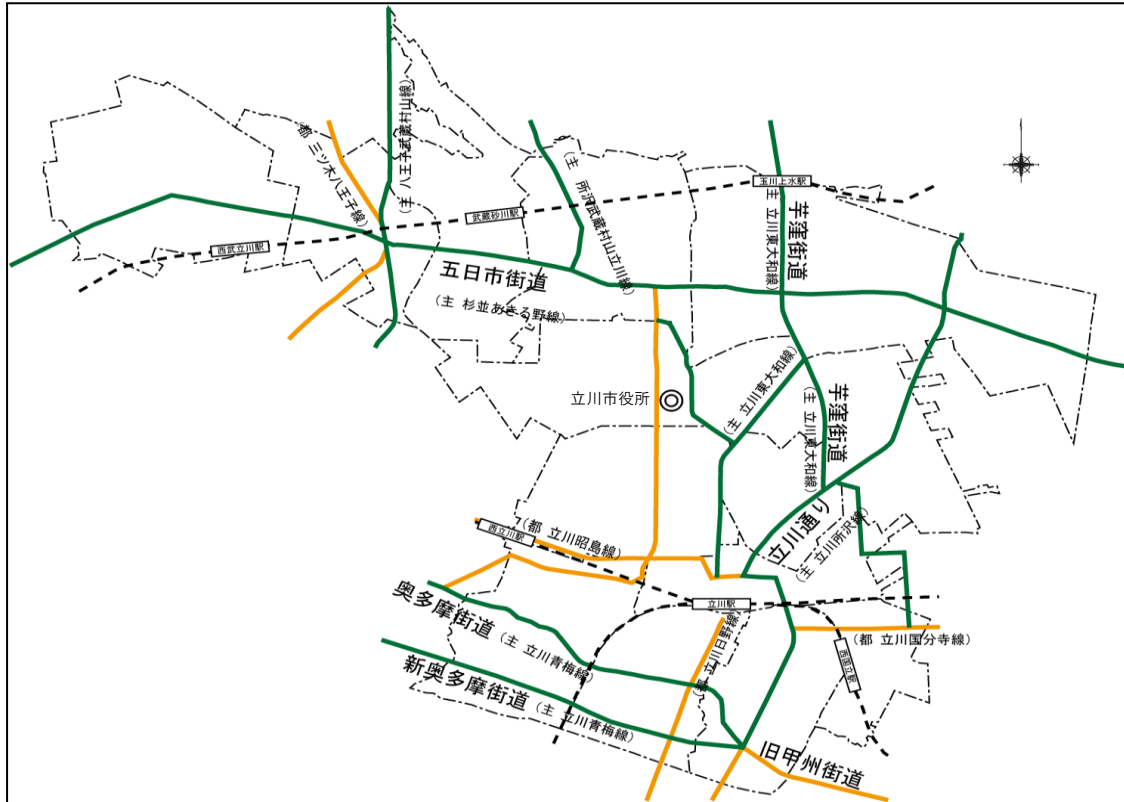 (主 八王子武蔵村山線)
(都 三ツ木八王子線)
(主 所沢武蔵村山立川線)
玉川上水駅
武蔵砂川駅
西武立川駅
芋窪街道
(主 立川東大和線)
五日市街道
(主 杉並あきる野線)
立川市役所
(主 立川東大和線)
芋窪街道
(主 立川東大和線)
立川通り
(主 立川所沢線)
西立川駅
(都 立川昭島線)
立川駅
奥多摩街道
(主 立川青梅線)
(都 立川日野線)
(都 立川国分寺線)
西国立駅
新奥多摩街道
(主 立川青梅線)
旧甲州街道